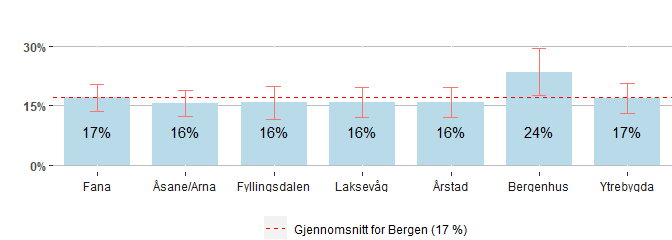 30%
15%
0%
17% 16% 16% 16% 16% 24% 17%
Fana Åsane/Arna Fyllingsdalen Laksevåg Årstad Bergenhus Ytrebygda
Gjennomsnitt for Bergen (17 %)